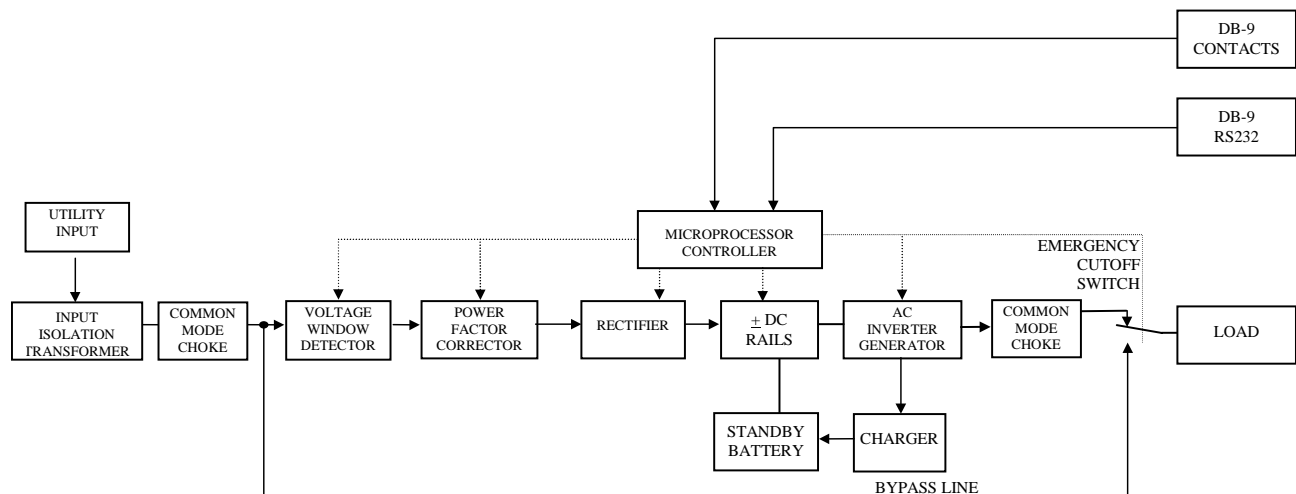 DB-9
CONTACTS
DB-9
RS232
UTILITY
INPUT
MICROPROCESSOR
CONTROLLER
EMERGENCY
CUTOFF
SWITCH
INPUT
ISOLATION
TRANSFORMER
COMMON
MODE
CHOKE
VOLTAGE
WINDOW
DETECTOR
POWER
FACTOR
CORRECTOR
RECTIFIER
± DC
RAILS
AC
INVERTER
GENERATOR
COMMON
MODE
CHOKE
LOAD
STANDBY
BATTERY
CHARGER
BYPASS LINE